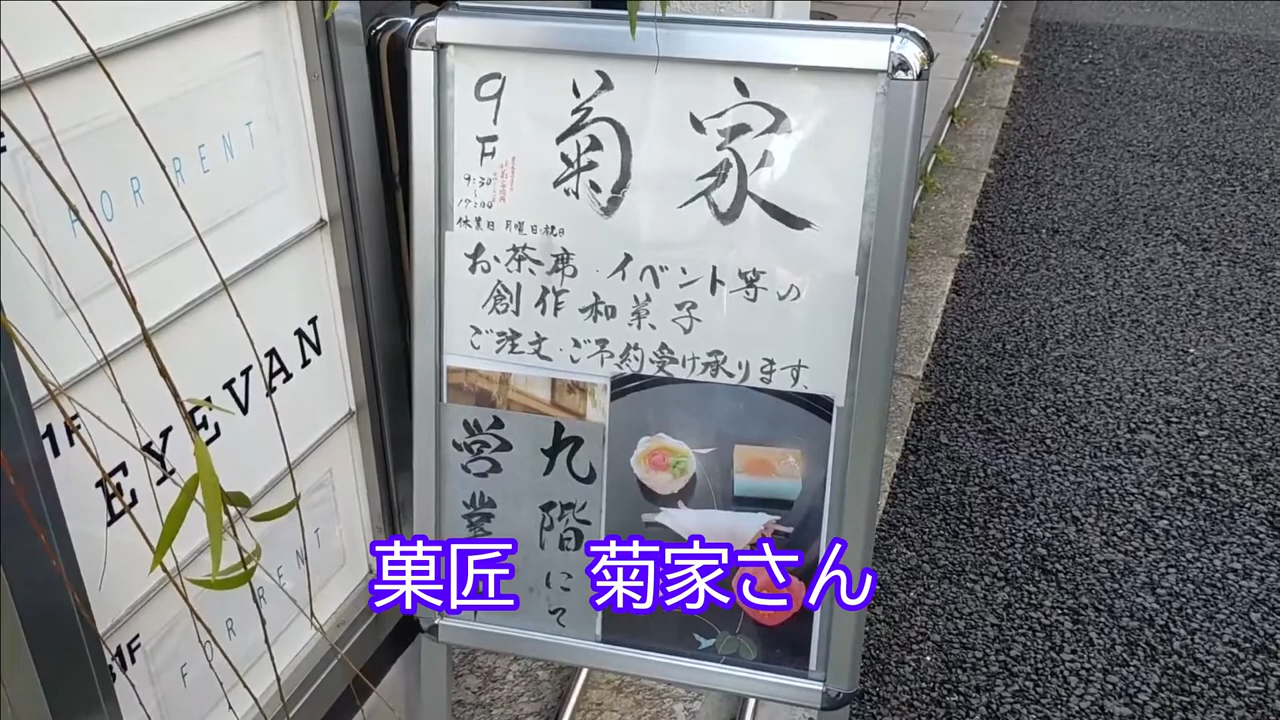 FOR RENT
1F
EYEVAN
FOR RENT
B1F
菊家
9F
9:30
〜
17:00
休業日 月曜日・祝日
お茶席・イベント等の
創作和菓子
ご注文・ご予約受け承ります。
九階にて
営業
菓匠　菊家さん